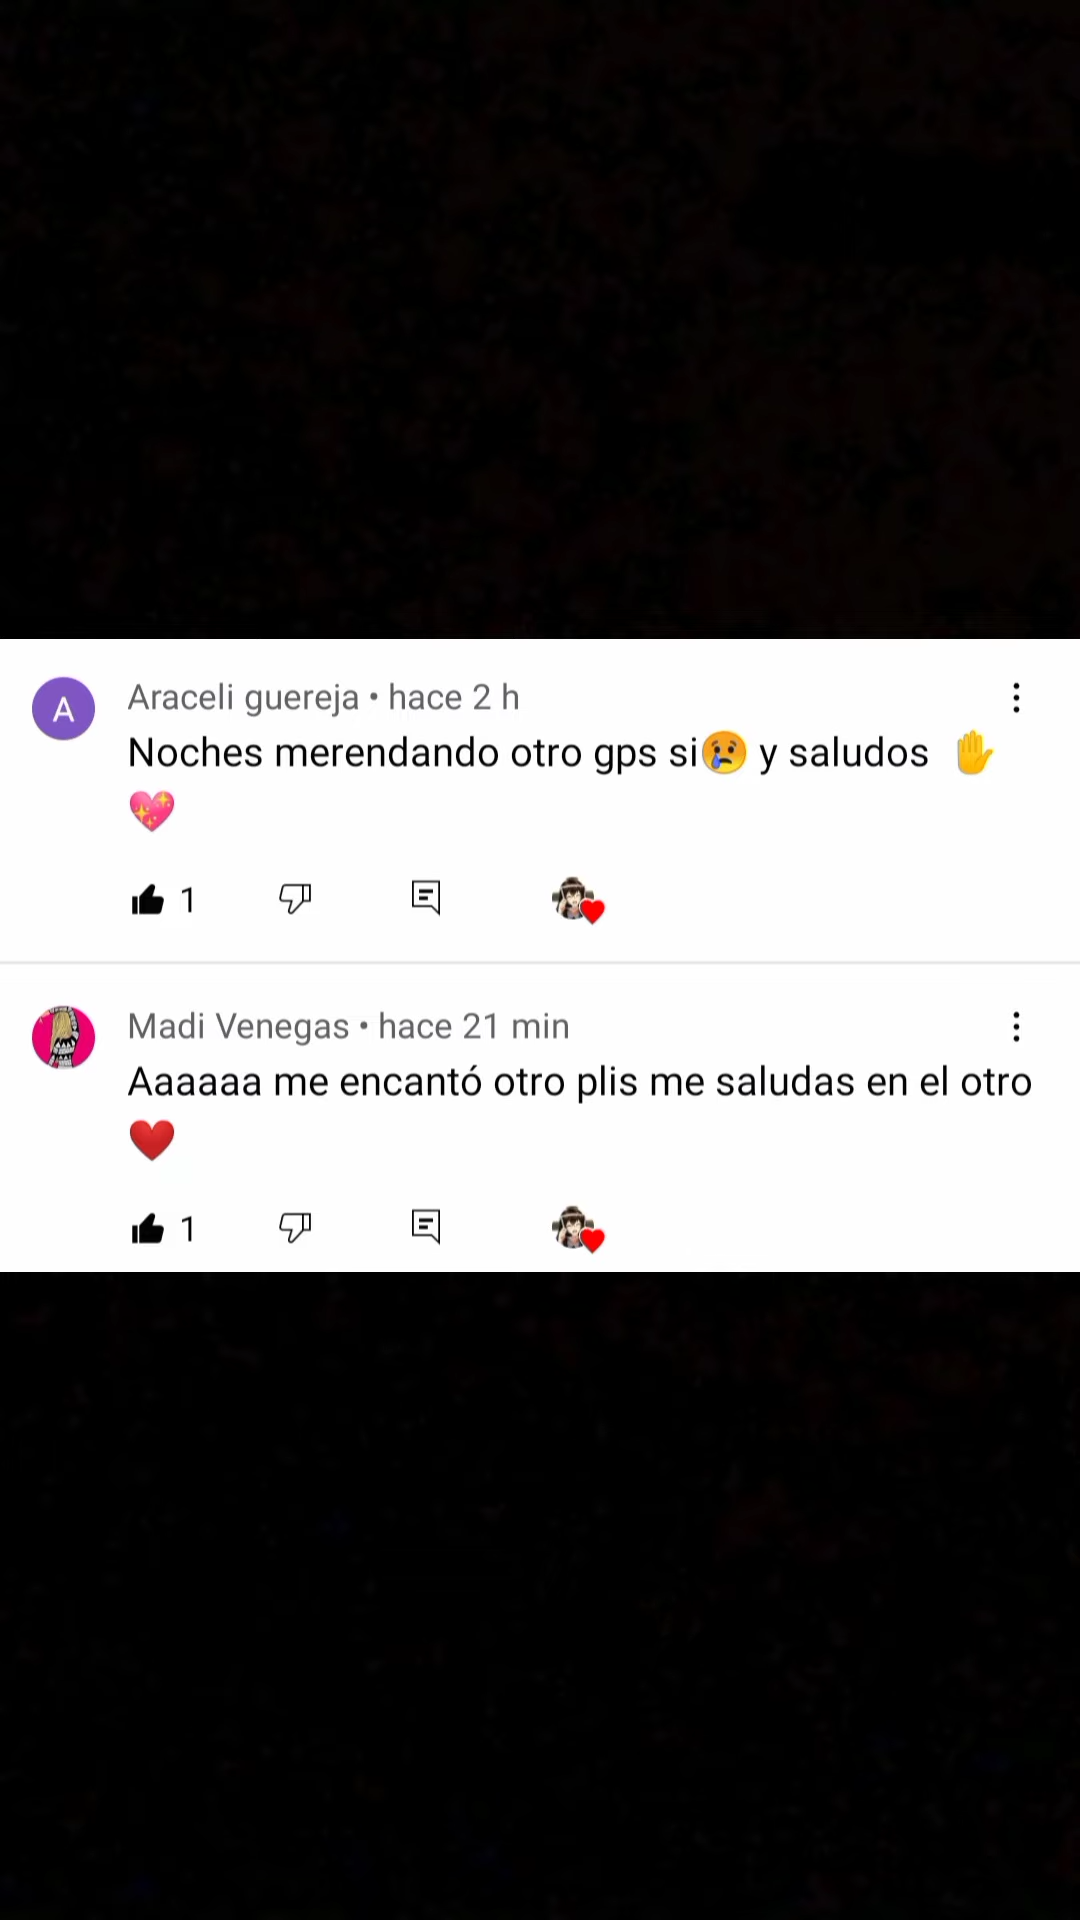 A
Araceli guereja • hace 2 h
Noches merendando otro gps si😢 y saludos 🤚
💖
1
Madi Venegas • hace 21 min
Aaaaaa me encantó otro plis me saludas en el otro
❤️
1